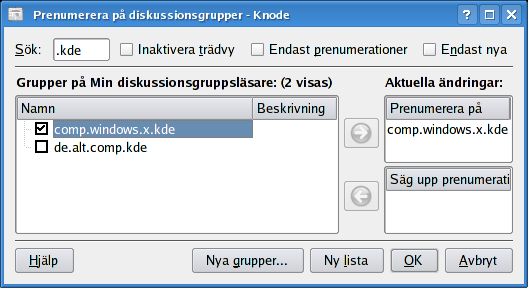 Prenumerera på diskussionsgrupper - Knode
Sök: .kde Inaktivera trädvy Endast prenumerationer Endast nya
Grupper på Min diskussionsgruppsläsare: (2 visas) Aktuella ändringar:
Namn Beskrivning Prenumerera på
comp.windows.x.kde comp.windows.x.kde
de.alt.comp.kde
Säg upp prenumerati
Hjälp Nya grupper... Ny lista OK Avbryt